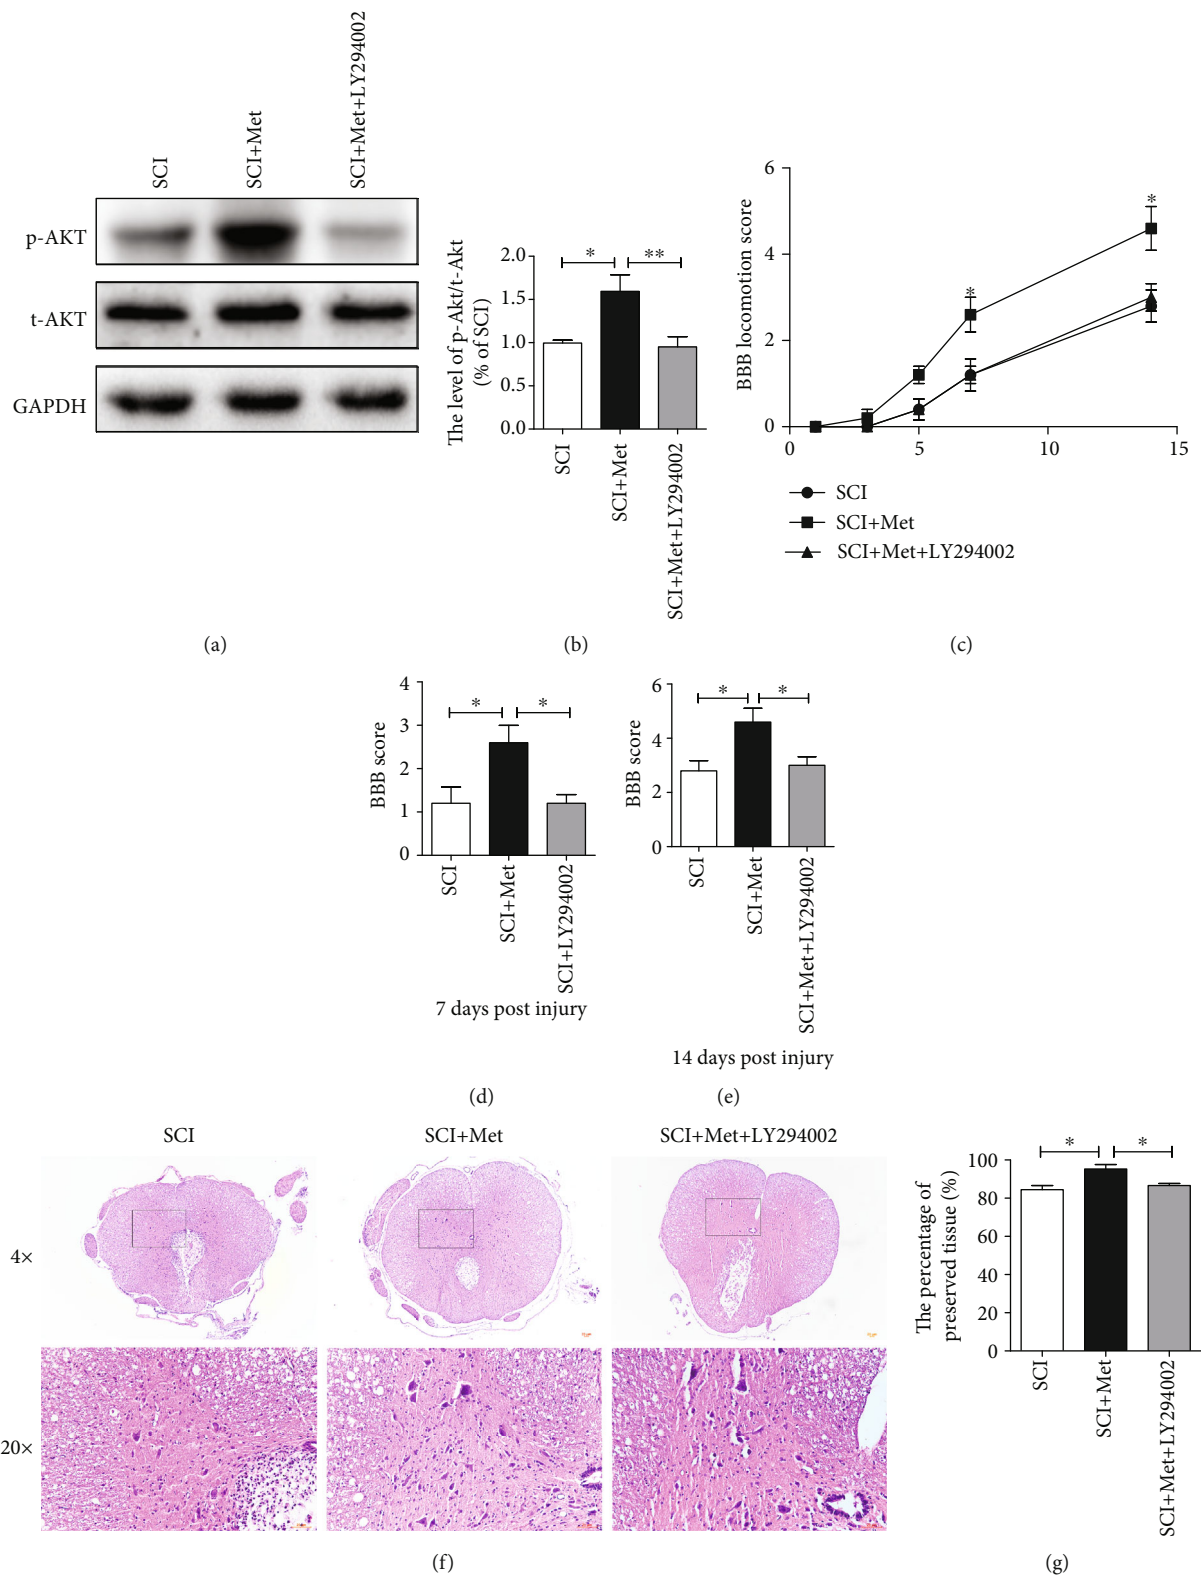 SCI
SCI+Met
SCI+Met+LY294002
p-AKT
t-AKT
GAPDH
(a)
The level of p-Akt/t-Akt
(% of SCI)
2.0
1.5
1.0
0.5
0.0
*
**
SCI
SCI+Met
SCI+Met+LY294002
(b)
BBB locomotion score
6
4
2
0
*
*
0
5
10
15
SCI
SCI+Met
SCI+Met+LY294002
(c)
BBB score
4
3
2
1
0
*
*
SCI
SCI+Met
SCI+LY294002
7 days post injury
(d)
BBB score
6
4
2
0
*
*
SCI
SCI+Met
SCI+Met+LY294002
14 days post injury
(e)
SCI
SCI+Met
SCI+Met+LY294002
4×
20×
(f)
The percentage of
preserved tissue (%)
100
80
60
40
20
0
*
*
SCI
SCI+Met
SCI+Met+LY294002
(g)